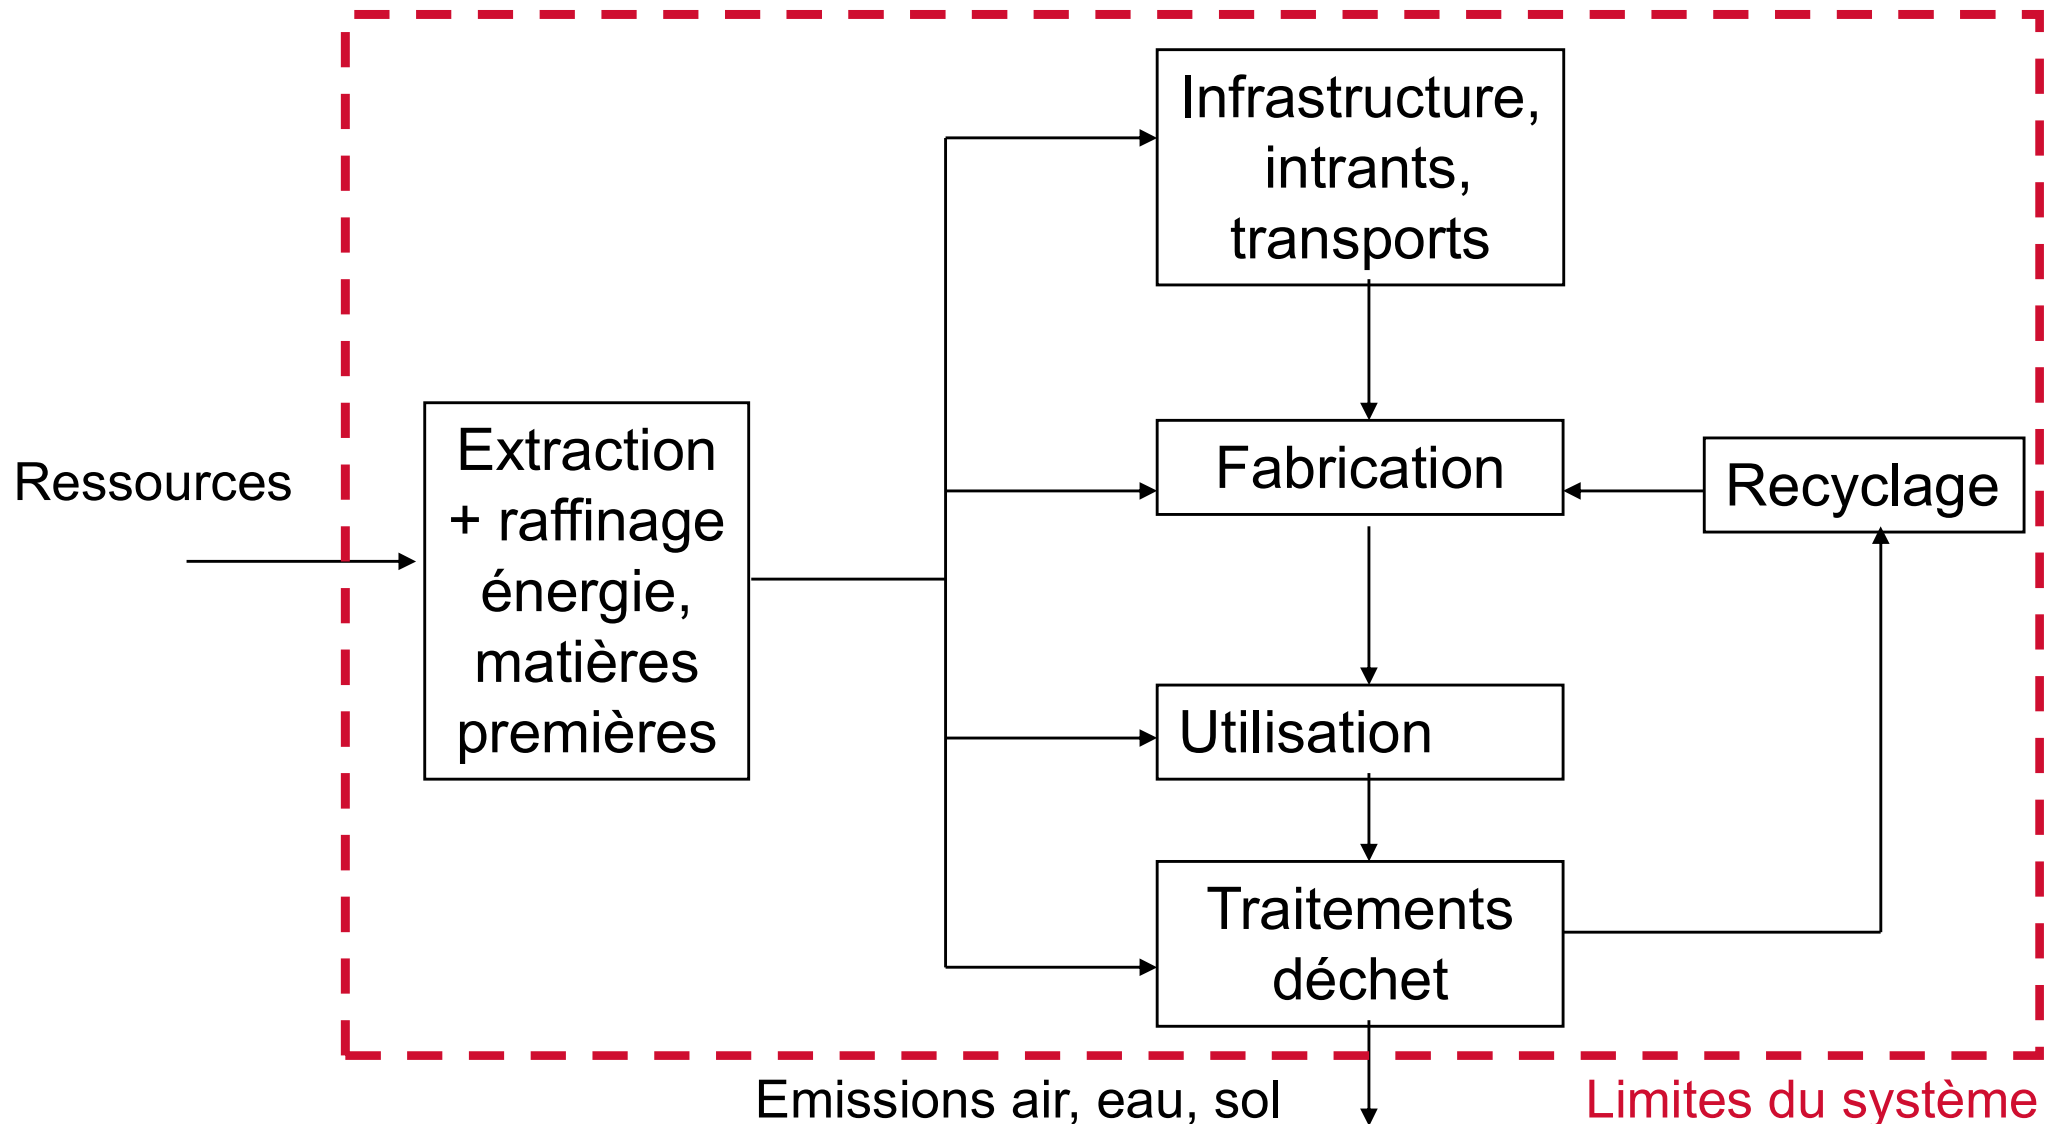 Infrastructure,
intrants,
transports
Ressources
Extraction
+ raffinage
énergie,
matières
premières
Fabrication
Recyclage
Utilisation
Traitements
déchet
Emissions air, eau, sol
Limites du système